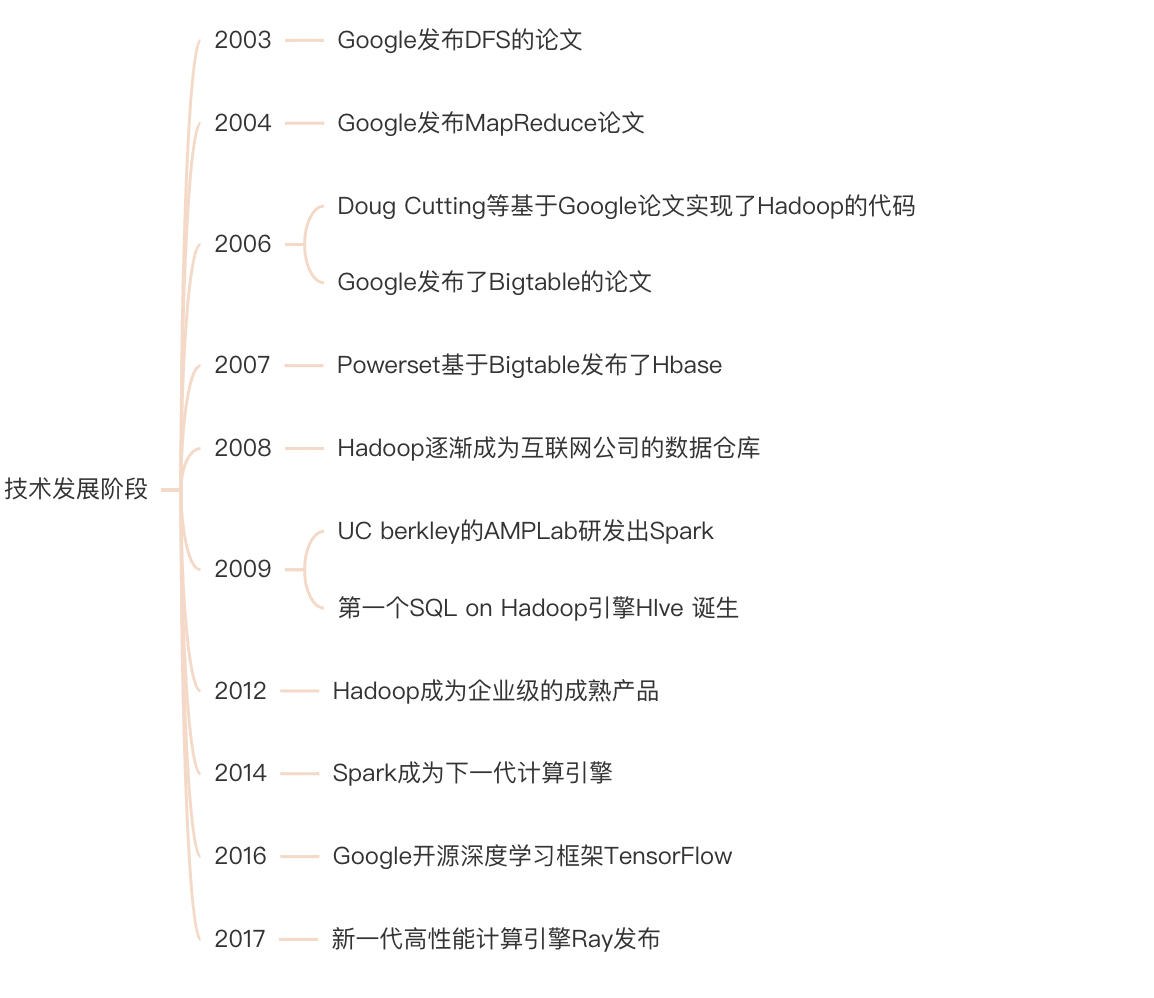 2003 Google发布DFS的论文
2004 Google发布MapReduce论文
Doug Cutting等基于Google论文实现了Hadoop的代码
2006
Google发布了Bigtable的论文
2007 Powerset基于Bigtable发布了Hbase
2008 Hadoop逐渐成为互联网公司的数据仓库
技术发展阶段
UC berkley的AMPLab研发出Spark
2009
第一个SQL on Hadoop引擎HIve 诞生
2012 Hadoop成为企业级的成熟产品
2014 Spark成为下一代计算引擎
2016 Google开源深度学习框架TensorFlow
2017 新一代高性能计算引擎Ray发布